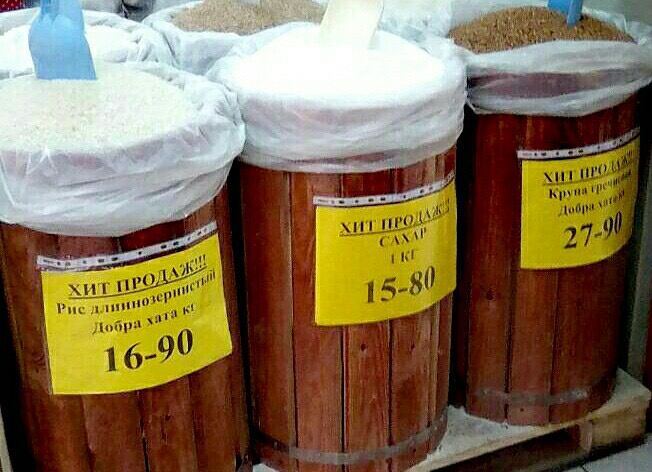 ХИТ ПРОДАЖ!!!
Рис длиннозернистый
Добра хата кг
16-90
ХИТ ПРОДАЖ!!!
САХАР
1 КГ
15-80
ХИТ ПРОДАЖ!!!
Крупа гречневая
Добра хата кг
27-90